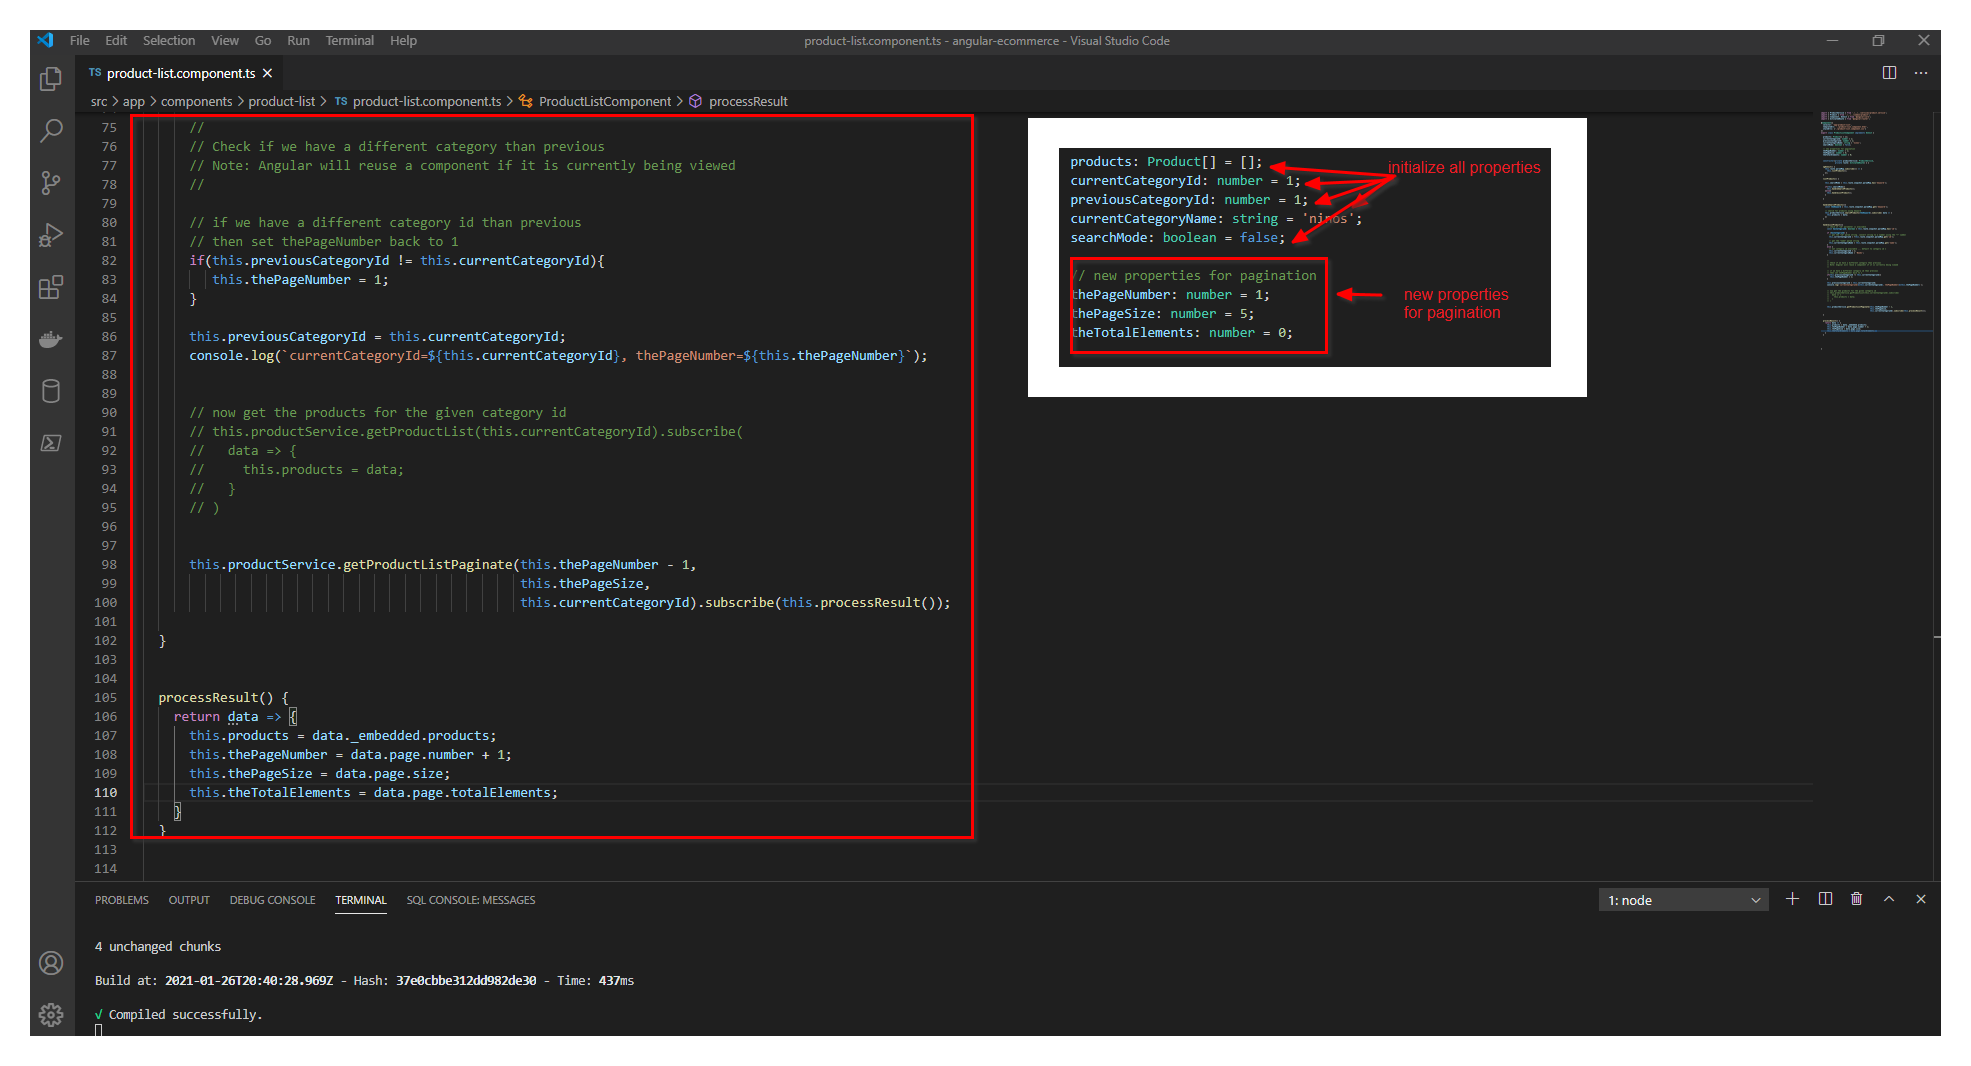 File Edit Selection View Go Run Terminal Help
product-list.component.ts - angular-ecommerce - Visual Studio Code
TS product-list.component.ts
src > app > components > product-list > TS product-list.component.ts > ProductListComponent > processResult
75 //
76 // Check if we have a different category than previous
77 // Note: Angular will reuse a component if it is currently being viewed
78 //
79
80 // if we have a different category id than previous
81 // then set thePageNumber back to 1
82 if(this.previousCategoryId != this.currentCategoryId){
83 this.thePageNumber = 1;
84 }
85
86 this.previousCategoryId = this.currentCategoryId;
87 console.log(`currentCategoryId=${this.currentCategoryId}, thePageNumber=${this.thePageNumber}`);
88
89
90 // now get the products for the given category id
91 // this.productService.getProductList(this.currentCategoryId).subscribe(
92 // data => {
93 // this.products = data;
94 // }
95 // )
96
97
98 this.productService.getProductListPaginate(this.thePageNumber - 1,
99 this.thePageSize,
100 this.currentCategoryId).subscribe(this.processResult());
101
102 }
103
104
105 processResult() {
106 return data => {
107 this.products = data._embedded.products;
108 this.thePageNumber = data.page.number + 1;
109 this.thePageSize = data.page.size;
110 this.theTotalElements = data.page.totalElements;
111 }
112 }
113
114
products: Product[] = [];
currentCategoryId: number = 1;
previousCategoryId: number = 1;
currentCategoryName: string = 'ninos';
searchMode: boolean = false;
initialize all properties
// new properties for pagination
thePageNumber: number = 1;
thePageSize: number = 5;
theTotalElements: number = 0;
new properties
for pagination
PROBLEMS OUTPUT DEBUG CONSOLE TERMINAL SQL CONSOLE: MESSAGES
1: node
4 unchanged chunks
Build at: 2021-01-26T20:40:28.969Z - Hash: 37e0cbbe312dd982de30 - Time: 437ms
√ Compiled successfully.